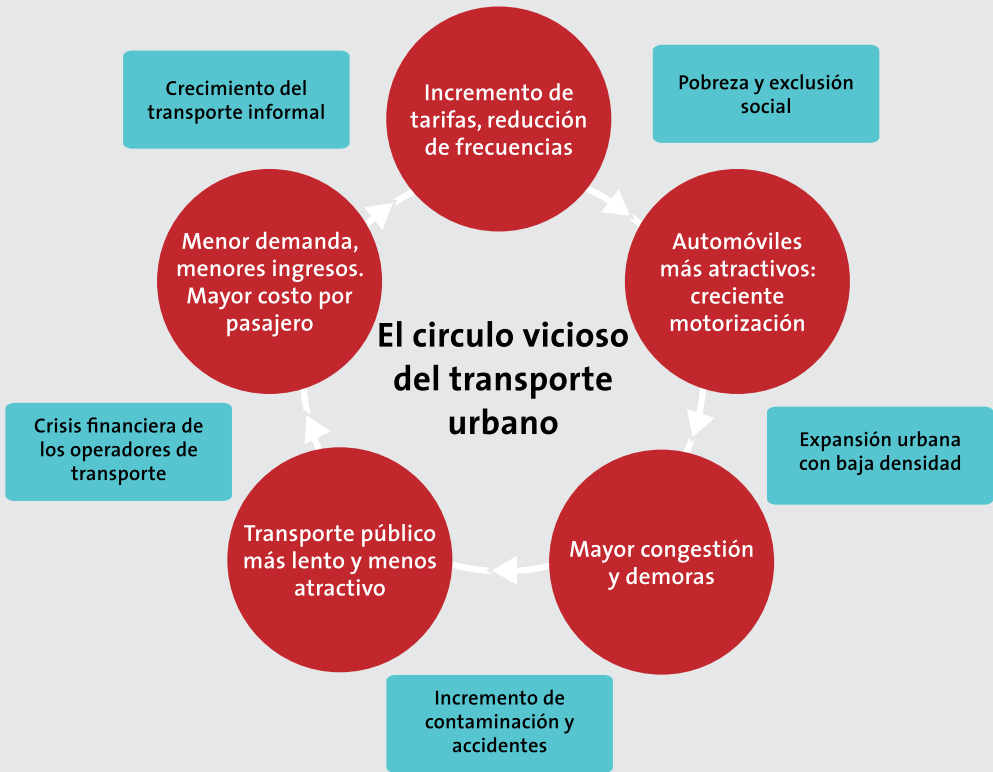 Crecimiento del
transporte informal
Incremento de
tarifas, reducción
de frecuencias
Pobreza y exclusión
social
Menor demanda,
menores ingresos.
Mayor costo por
pasajero
Automóviles
más atractivos:
creciente
motorización
El circulo vicioso
del transporte
urbano
Crisis financiera de
los operadores de
transporte
Expansión urbana
con baja densidad
Transporte público
más lento y menos
atractivo
Mayor congestión
y demoras
Incremento de
contaminación y
accidentes